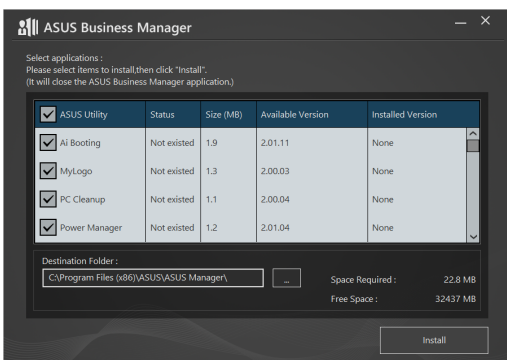 ASUS Business Manager
Select applications :
Please select items to install,then click "Install".
(It will close the ASUS Business Manager application.)
ASUS Utility Status Size (MB) Available Version Installed Version
Ai Booting Not existed 1.9 2.01.11 None
MyLogo Not existed 1.3 2.00.03 None
PC Cleanup Not existed 1.1 2.00.04 None
Power Manager Not existed 1.2 2.01.04 None
Destination Folder :
C:\Program Files (x86)\ASUS\ASUS Manager\ ... Space Required : 22.8 MB
Free Space : 32437 MB
Install